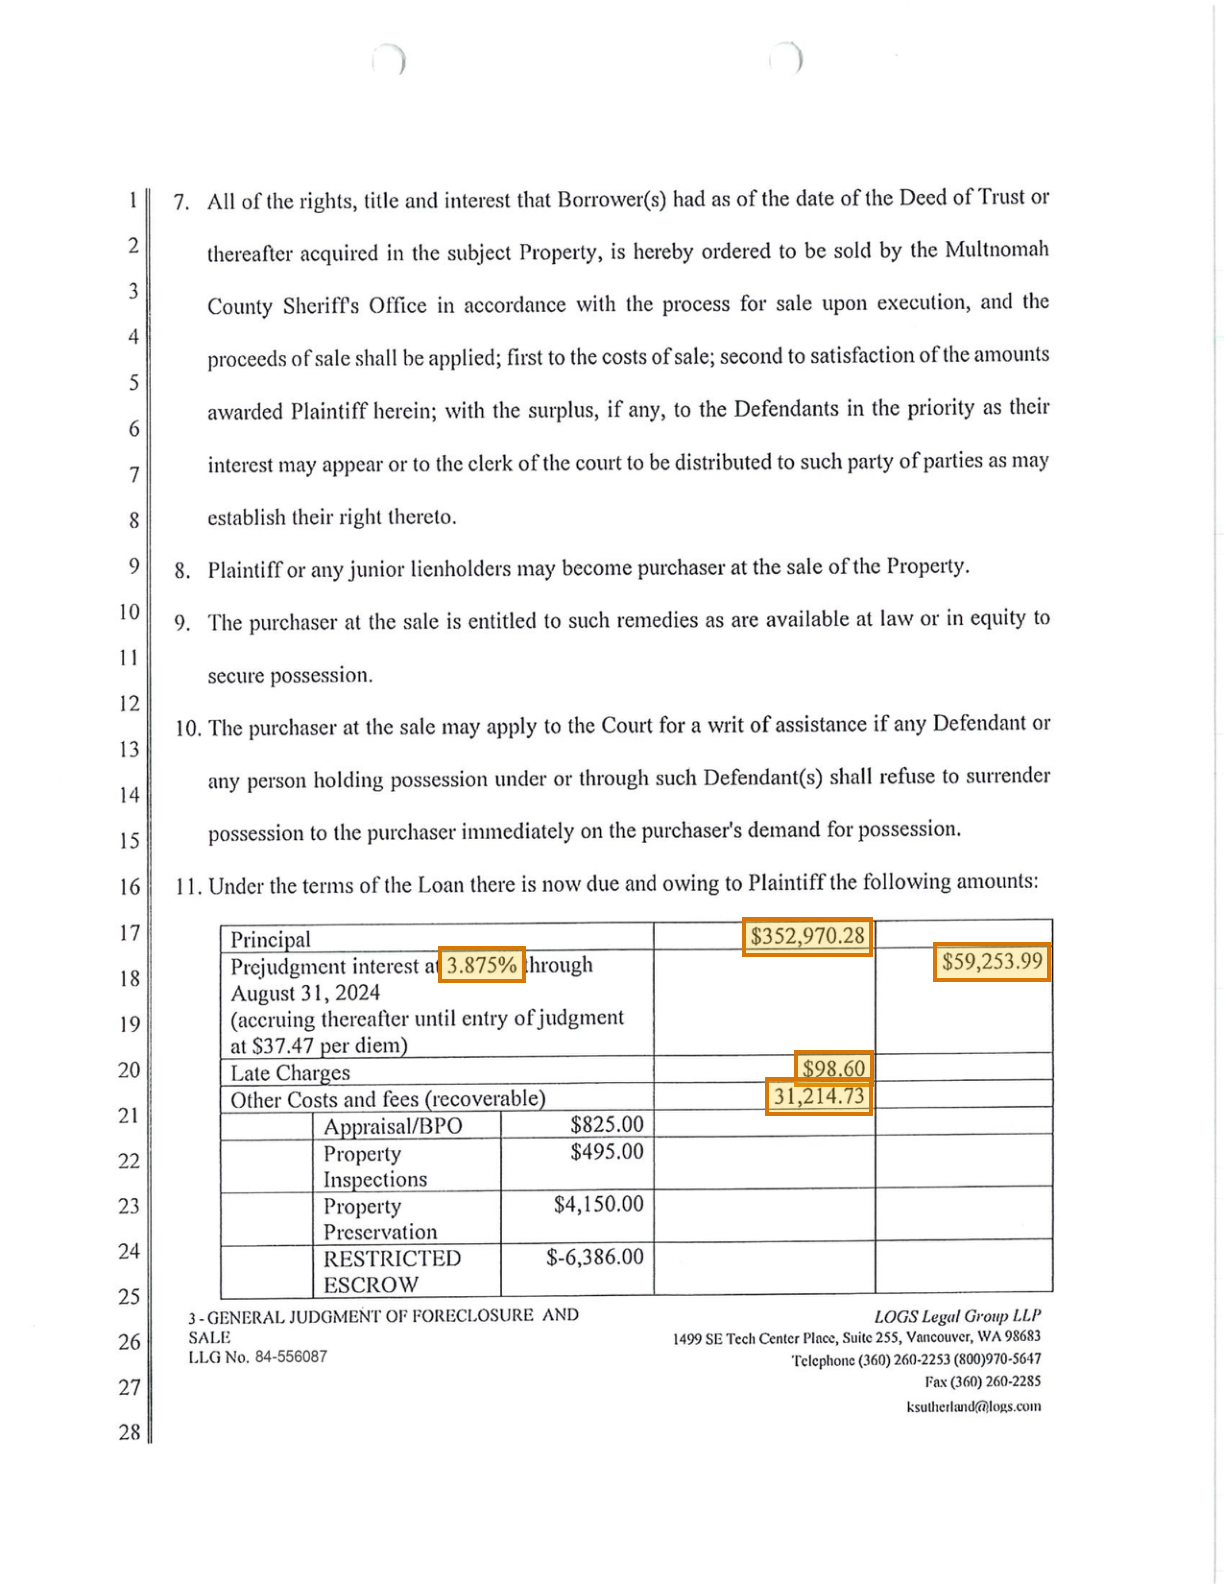 1 7. All of the rights, title and interest that Borrower(s) had as of the date of the Deed of Trust or
2 thereafter acquired in the subject Property, is hereby ordered to be sold by the Multnomah
3 County Sheriff's Office in accordance with the process for sale upon execution, and the
4 proceeds of sale shall be applied; first to the costs of sale; second to satisfaction of the amounts
5
6 awarded Plaintiff herein; with the surplus, if any, to the Defendants in the priority as their
7 interest may appear or to the clerk of the court to be distributed to such party of parties as may
8 establish their right thereto.
9 8. Plaintiff or any junior lienholders may become purchaser at the sale of the Property.
10 9. The purchaser at the sale is entitled to such remedies as are available at law or in equity to
11 secure possession.
12
13 10. The purchaser at the sale may apply to the Court for a writ of assistance if any Defendant or
14 any person holding possession under or through such Defendant(s) shall refuse to surrender
15 possession to the purchaser immediately on the purchaser's demand for possession.
16 11. Under the terms of the Loan there is now due and owing to Plaintiff the following amounts:
17 Principal $352,970.28
18 Prejudgment interest at 3.875% through $59,253.99
August 31, 2024
19 (accruing thereafter until entry of judgment
at $37.47 per diem)
20 Late Charges $98.60
Other Costs and fees (recoverable) 31,214.73
21 Appraisal/BPO $825.00
22 Property $495.00
Inspections
23 Property $4,150.00
Preservation
24 RESTRICTED $-6,386.00
25 ESCROW
3 - GENERAL JUDGMENT OF FORECLOSURE AND LOGS Legal Group LLP
26 SALE 1499 SE Tech Center Place, Suite 255, Vancouver, WA 98683
LLG No. 84-556087 Telephone (360) 260-2253 (800)970-5647
27 Fax (360) 260-2285
ksutherland@logs.com
28